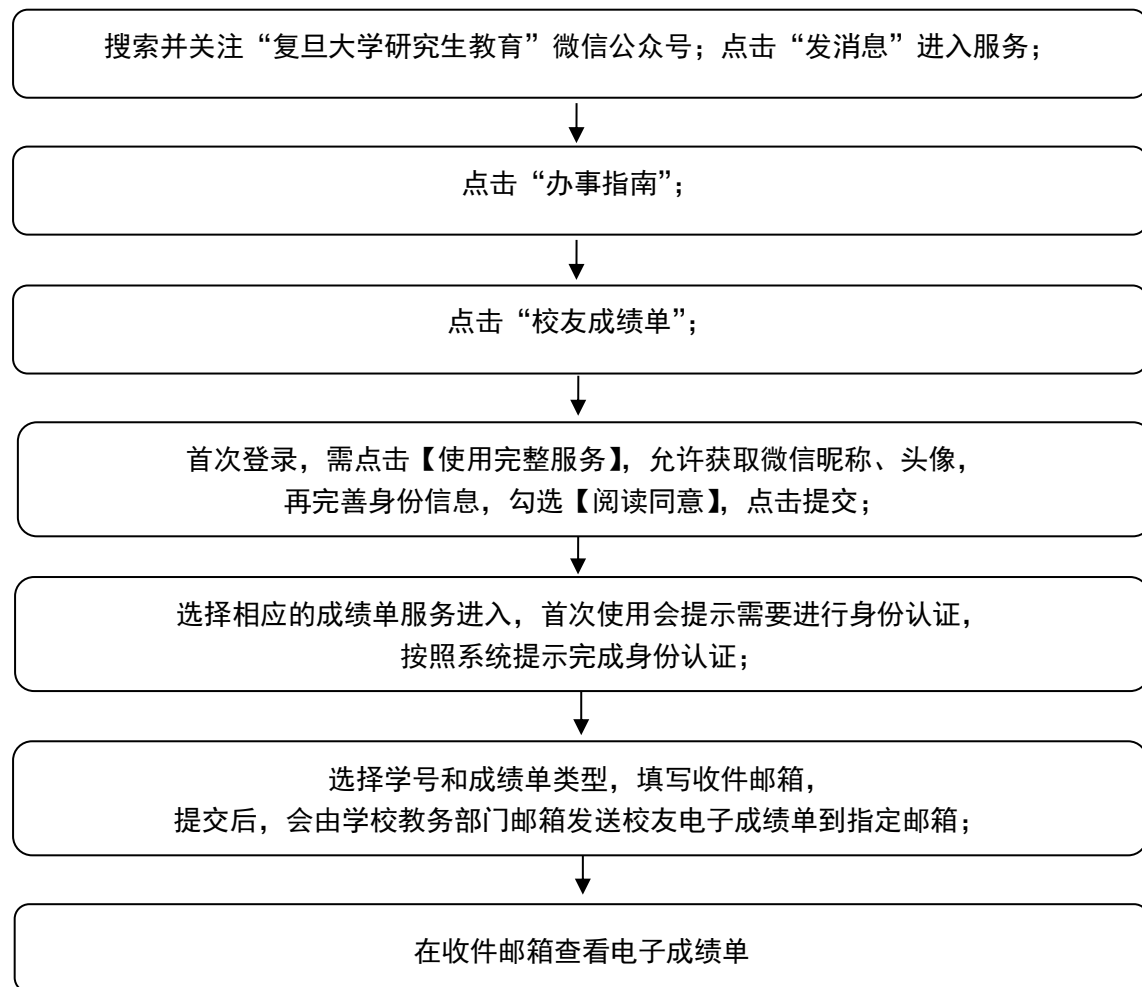 搜索并关注“复旦大学研究生教育”微信公众号；点击“发消息”进入服务；
点击“办事指南”；
点击“校友成绩单”；
首次登录，需点击【使用完整服务】，允许获取微信昵称、头像，
再完善身份信息，勾选【阅读同意】，点击提交；
选择相应的成绩单服务进入，首次使用会提示需要进行身份认证，
按照系统提示完成身份认证；
选择学号和成绩单类型，填写收件邮箱，
提交后，会由学校教务部门邮箱发送校友电子成绩单到指定邮箱；
在收件邮箱查看电子成绩单